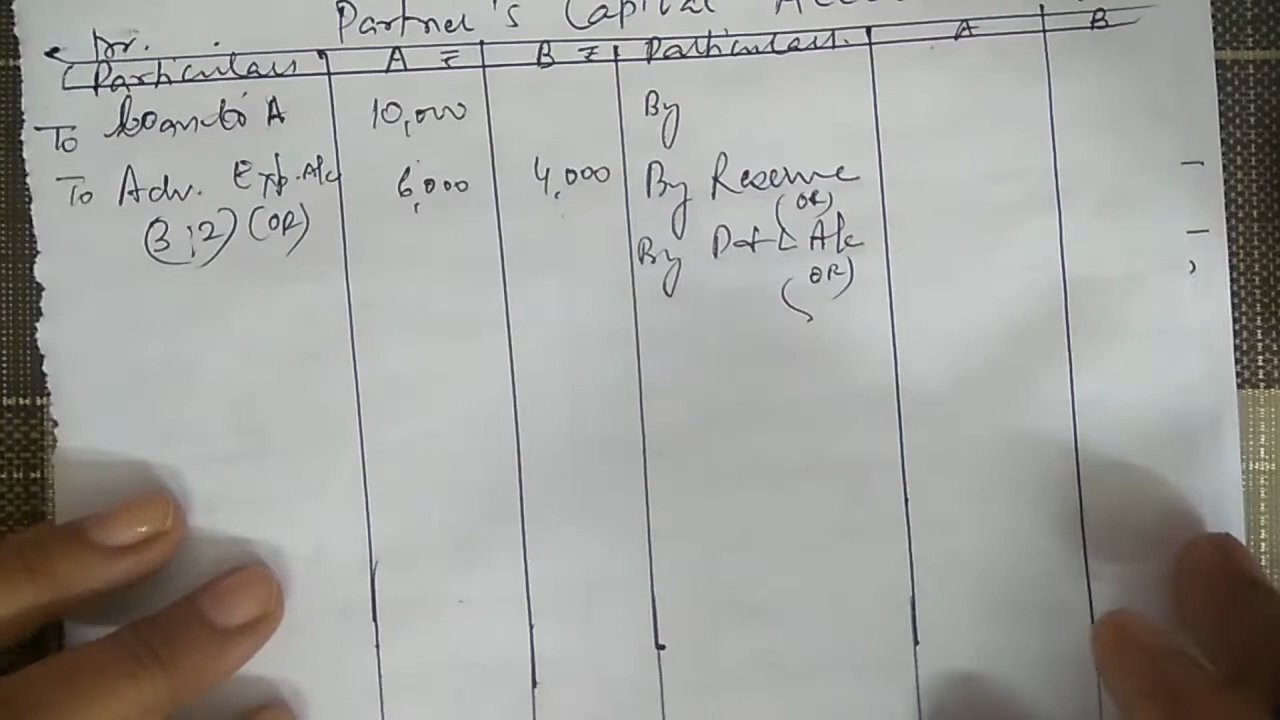 Partner's Capital
Dr.
Particulars A ₹ B ₹ Particulars. A B
To Loan to A 10,000 By
To Adv. Exp. A/c 6,000 4,000 By Reserve
(3:2) (OR) (OR)
By P&L A/c
(OR)